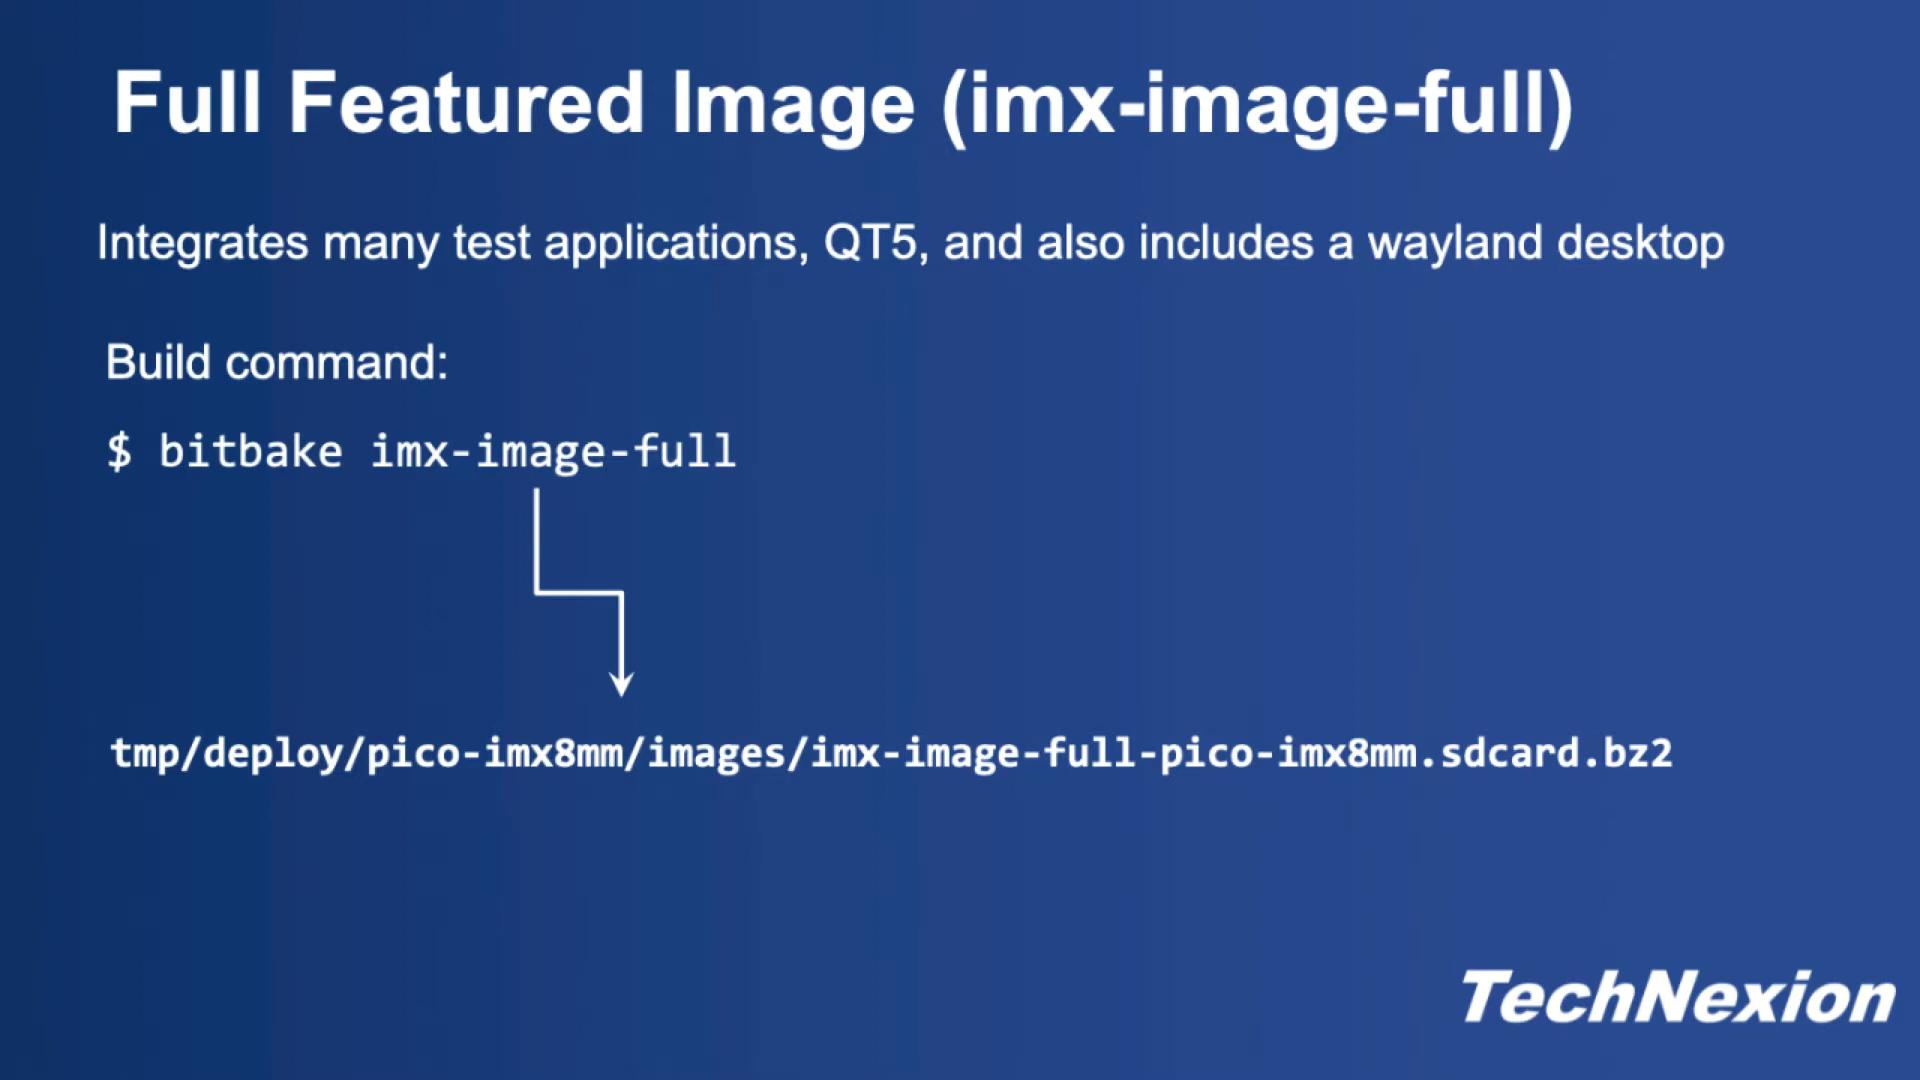 Full Featured Image (imx-image-full)
Integrates many test applications, QT5, and also includes a wayland desktop
Build command:
$ bitbake imx-image-full
tmp/deploy/pico-imx8mm/images/imx-image-full-pico-imx8mm.sdcard.bz2
TechNexion